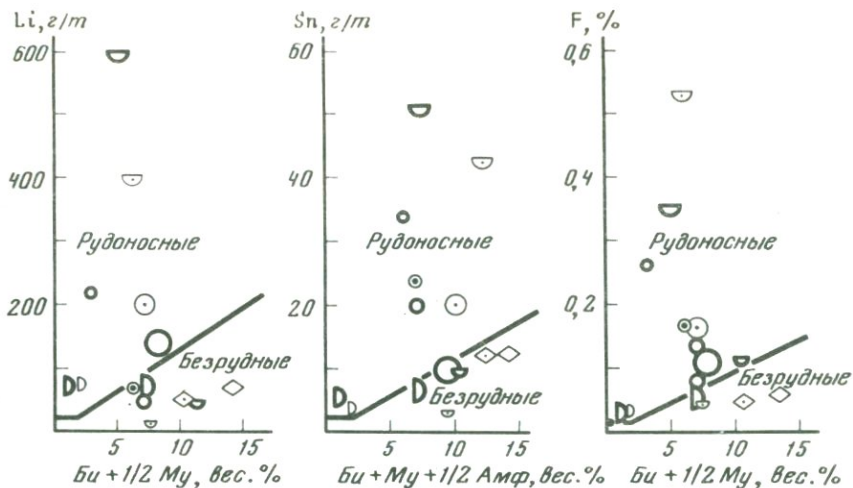 Li, г/т Sn, г/т F, %
600 60 0,6
400 40 0,4
Рудоносные Рудоносные Рудоносные
200 20 0,2
Безрудные Безрудные Безрудные
5 10 15 5 10 15 5 10 15
Би + 1/2 Му, вес. % Би + Му + 1/2 Амф, вес. % Би + 1/2 Му, вес. %